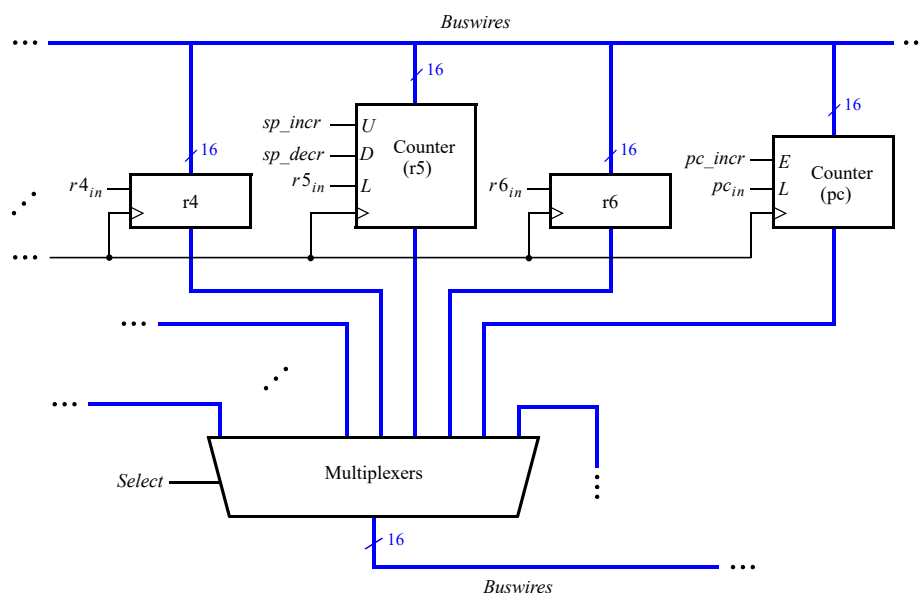 Buswires
16
16
16
16
sp_incr U
sp_decr D
r5in L
Counter
(r5)
pc_incr E
pcin L
Counter
(pc)
r4in
r4
r6in
r6
Select
Multiplexers
16
Buswires